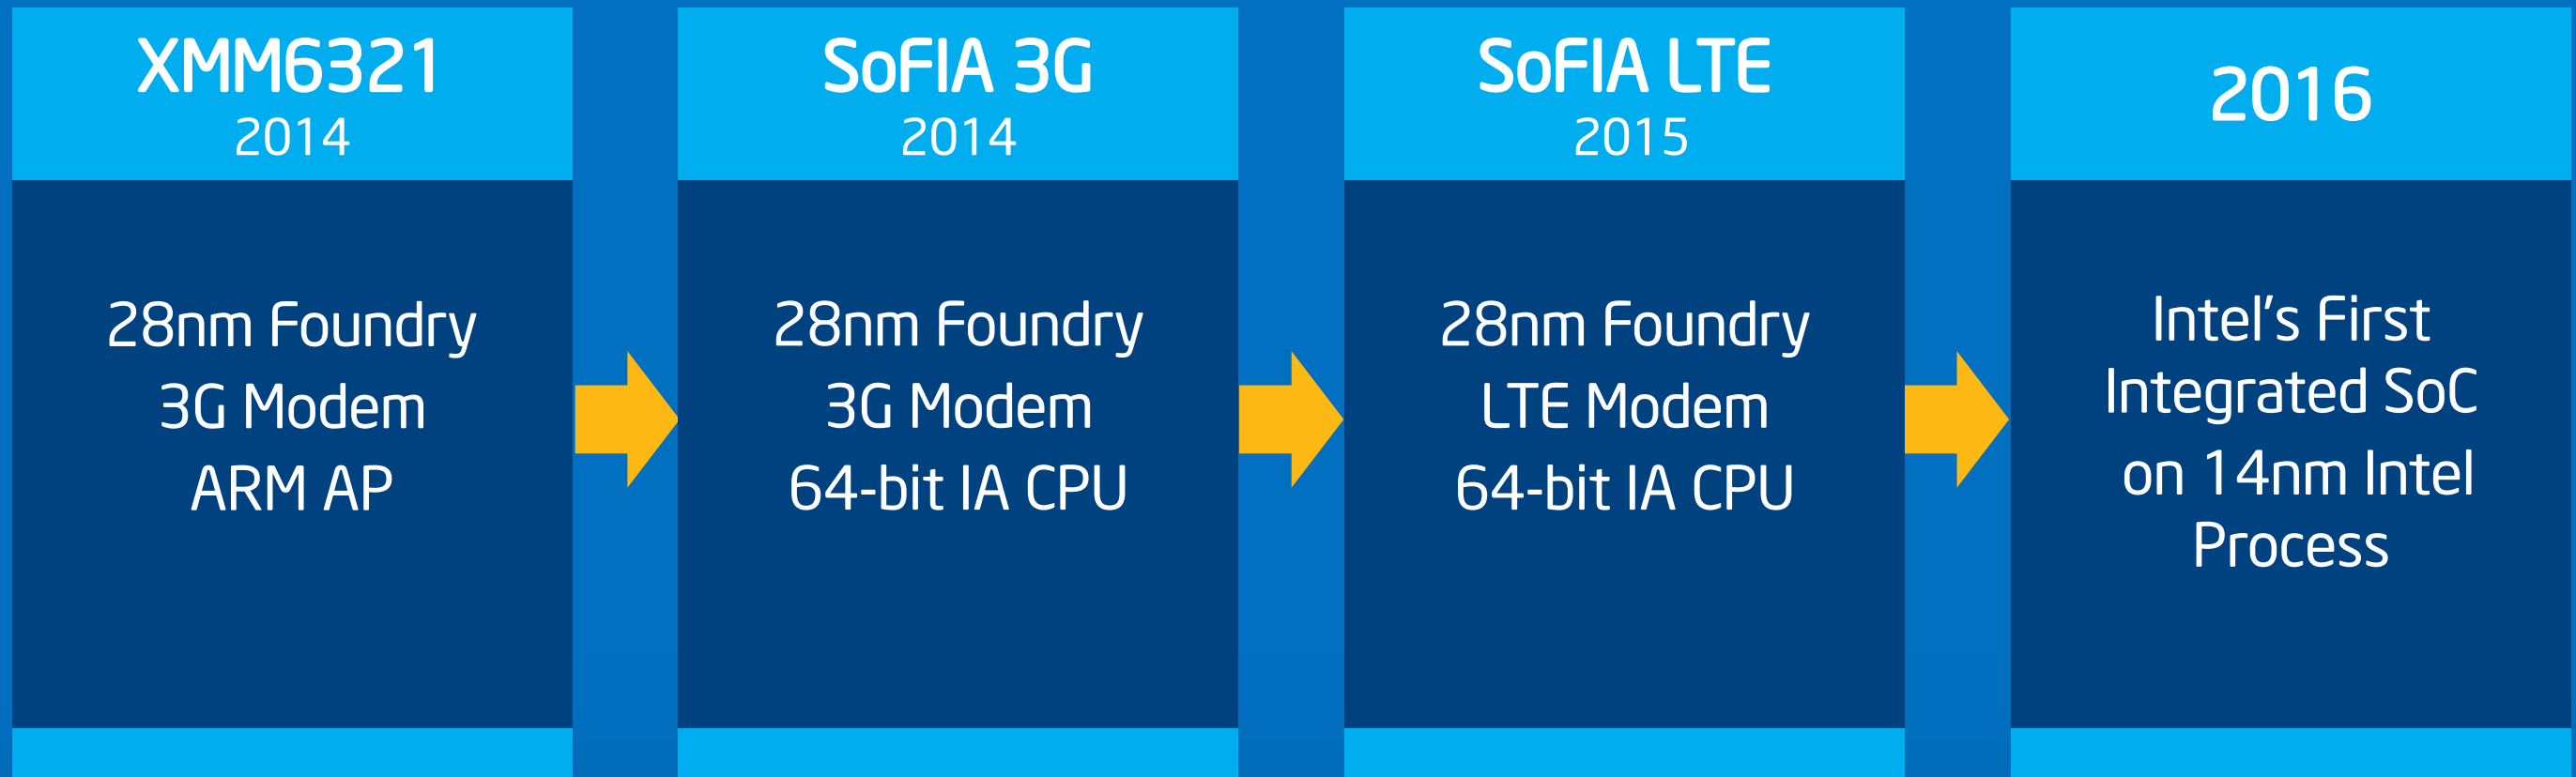 XMM6321
2014
28nm Foundry
3G Modem
ARM AP
SoFIA 3G
2014
28nm Foundry
3G Modem
64-bit IA CPU
SoFIA LTE
2015
28nm Foundry
LTE Modem
64-bit IA CPU
2016
Intel’s First
Integrated SoC
on 14nm Intel
Process